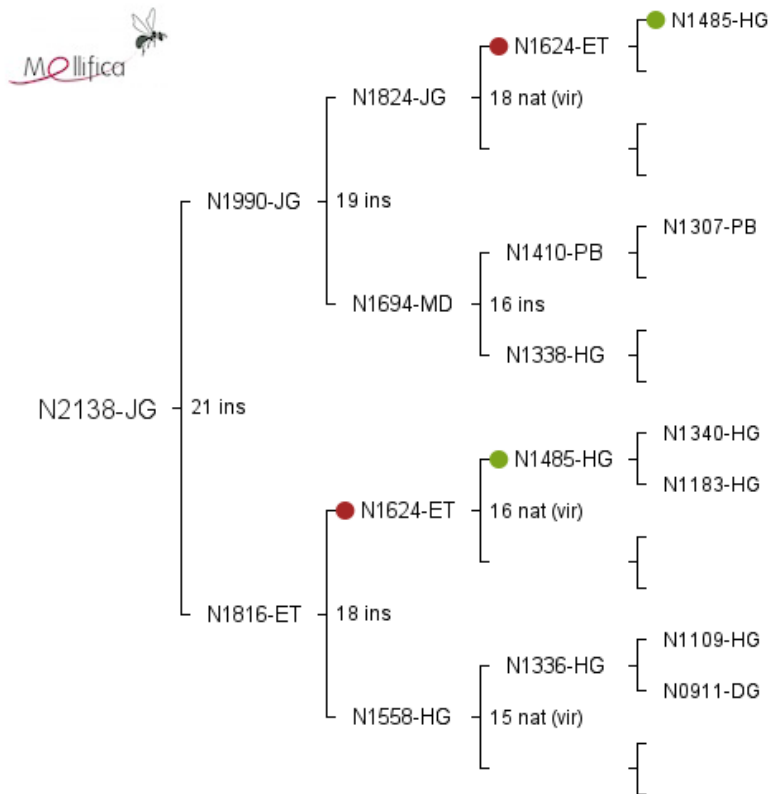 Mellifica
N1485-HG
N1624-ET
N1824-JG
18 nat (vir)
N1990-JG
19 ins
N1307-PB
N1410-PB
N1694-MD
16 ins
N1338-HG
N2138-JG
21 ins
N1340-HG
N1485-HG
N1183-HG
N1624-ET
16 nat (vir)
N1816-ET
18 ins
N1109-HG
N1336-HG
N0911-DG
N1558-HG
15 nat (vir)